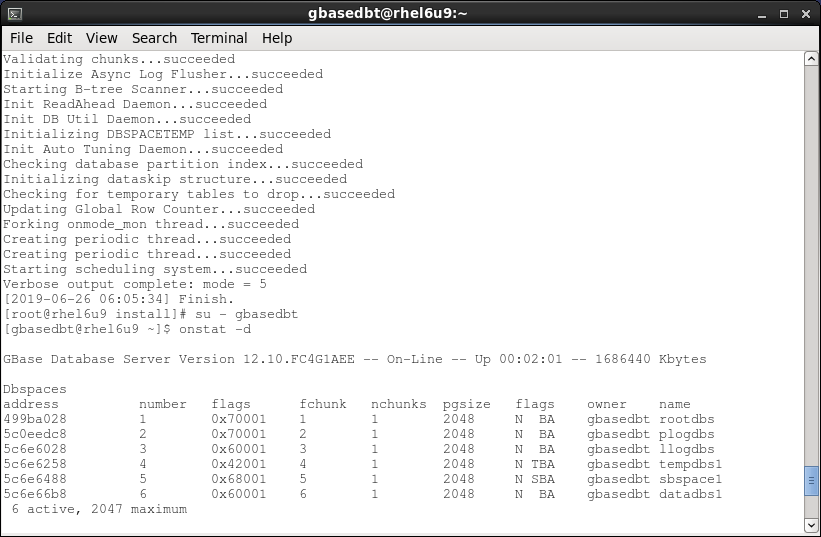 gbasedbt@rhel6u9:~
File Edit View Search Terminal Help
Validating chunks...succeeded
Initialize Async Log Flusher...succeeded
Starting B-tree Scanner...succeeded
Init ReadAhead Daemon...succeeded
Init DB Util Daemon...succeeded
Initializing DBSPACETEMP list...succeeded
Init Auto Tuning Daemon...succeeded
Checking database partition index...succeeded
Initializing dataskip structure...succeeded
Checking for temporary tables to drop...succeeded
Updating Global Row Counter...succeeded
Forking onmode_mon thread...succeeded
Creating periodic thread...succeeded
Creating periodic thread...succeeded
Starting scheduling system...succeeded
Verbose output complete: mode = 5
[2019-06-26 06:05:34] Finish.
[root@rhel6u9 install]# su - gbasedbt
[gbasedbt@rhel6u9 ~]$ onstat -d
GBase Database Server Version 12.10.FC4G1AEE -- On-Line -- Up 00:02:01 -- 1686440 Kbytes
Dbspaces
address number flags fchunk nchunks pgsize flags owner name
499ba028 1 0x70001 1 1 2048 N BA gbasedbt rootdbs
5c0eedc8 2 0x70001 2 1 2048 N BA gbasedbt plogdbs
5c6e6028 3 0x60001 3 1 2048 N BA gbasedbt llogdbs
5c6e6258 4 0x42001 4 1 2048 N TBA gbasedbt tempdbs1
5c6e6488 5 0x68001 5 1 2048 N SBA gbasedbt sbspace1
5c6e66b8 6 0x60001 6 1 2048 N BA gbasedbt datadbs1
6 active, 2047 maximum